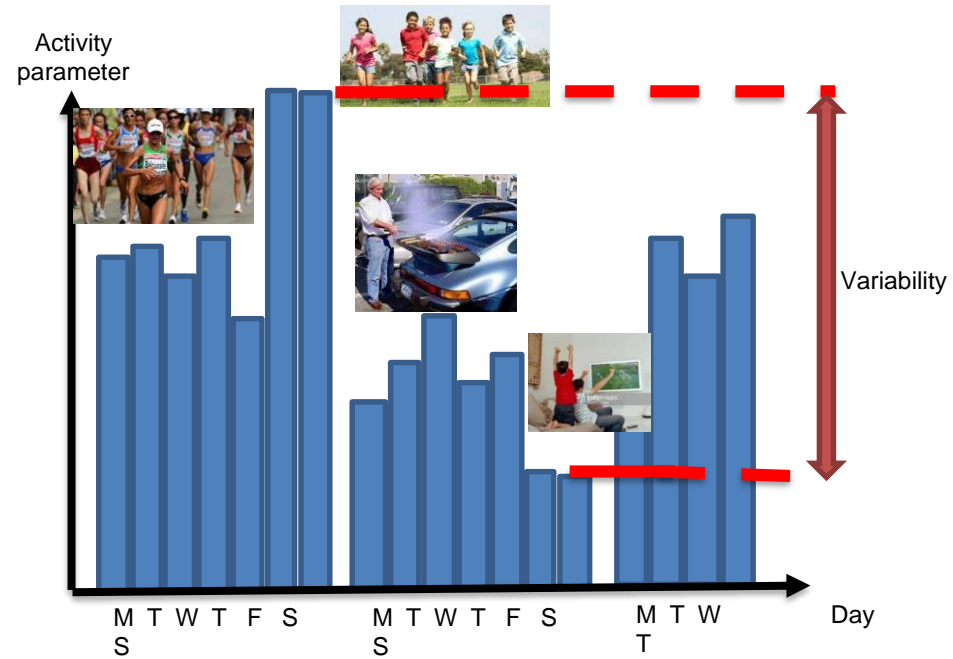 Activity
parameter
Variability
M T W T F S
S
M T W T F S
S
M T W
T
Day